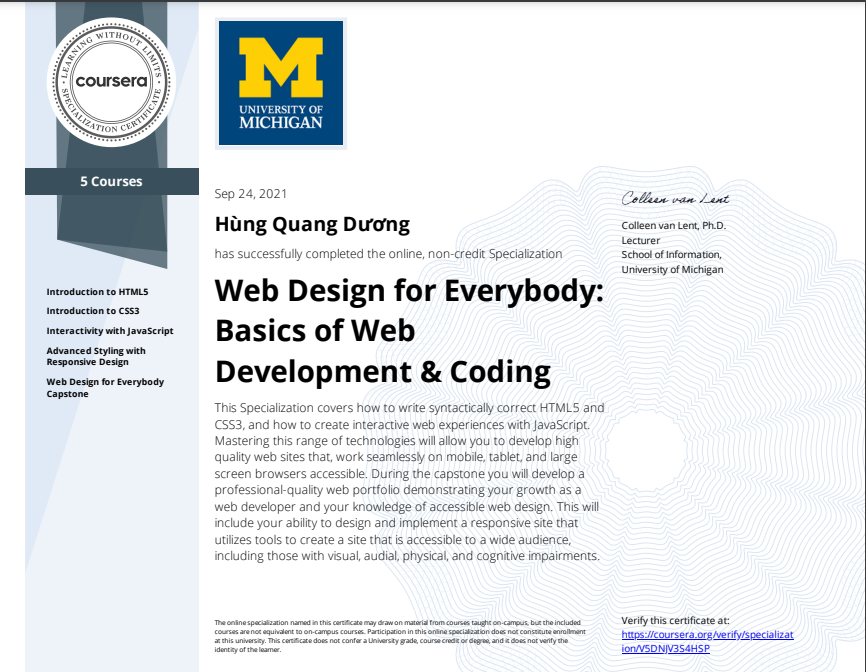 LEARNING WITHOUT LIMITS
coursera
SPECIALIZATION CERTIFICATE
5 Courses
Introduction to HTML5
Introduction to CSS3
Interactivity with JavaScript
Advanced Styling with
Responsive Design
Web Design for Everybody
Capstone
M
UNIVERSITY OF
MICHIGAN
Sep 24, 2021
Hùng Quang Dương
has successfully completed the online, non-credit Specialization
Web Design for Everybody:
Basics of Web
Development & Coding
This Specialization covers how to write syntactically correct HTML5 and
CSS3, and how to create interactive web experiences with JavaScript.
Mastering this range of technologies will allow you to develop high
quality web sites that, work seamlessly on mobile, tablet, and large
screen browsers accessible. During the capstone you will develop a
professional-quality web portfolio demonstrating your growth as a
web developer and your knowledge of accessible web design. This will
include your ability to design and implement a responsive site that
utilizes tools to create a site that is accessible to a wide audience,
including those with visual, audial, physical, and cognitive impairments.
Colleen van Lent
Colleen van Lent, Ph.D.
Lecturer
School of Information,
University of Michigan
The online specialization named in this certificate may draw on material from courses taught on-campus, but the included
courses are not equivalent to on-campus courses. Participation in this online specialization does not constitute enrollment
at this university. This certificate does not confer a University grade, course credit or degree, and it does not verify the
identity of the learner.
Verify this certificate at:
https://coursera.org/verify/specializat
ion/V5DNJV3S4HSP